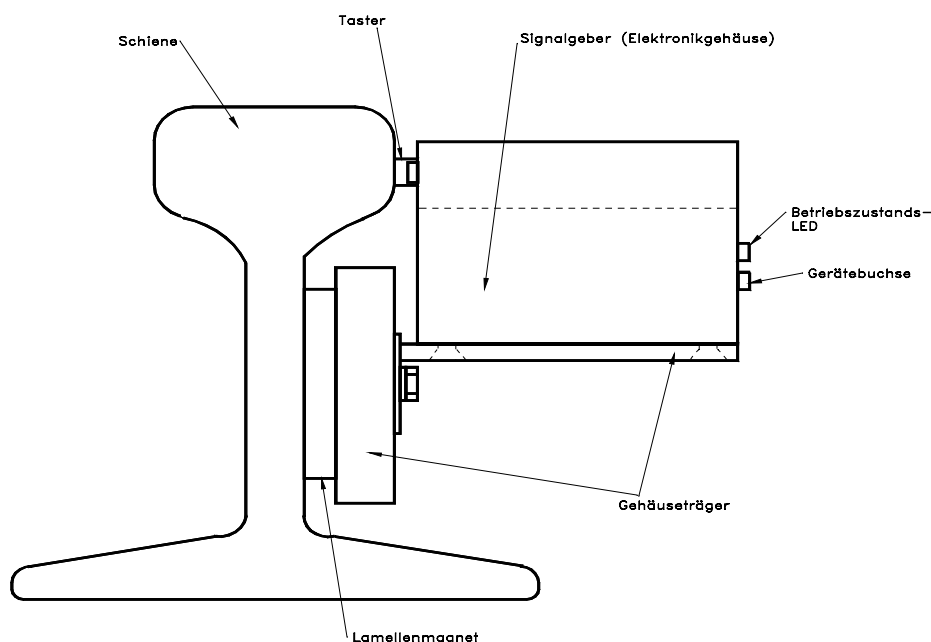 Taster
Schiene
Signalgeber (Elektronikgehäuse)
Betriebszustands-
LED
Gerätebuchse
Gehäuseträger
Lamellenmagnet